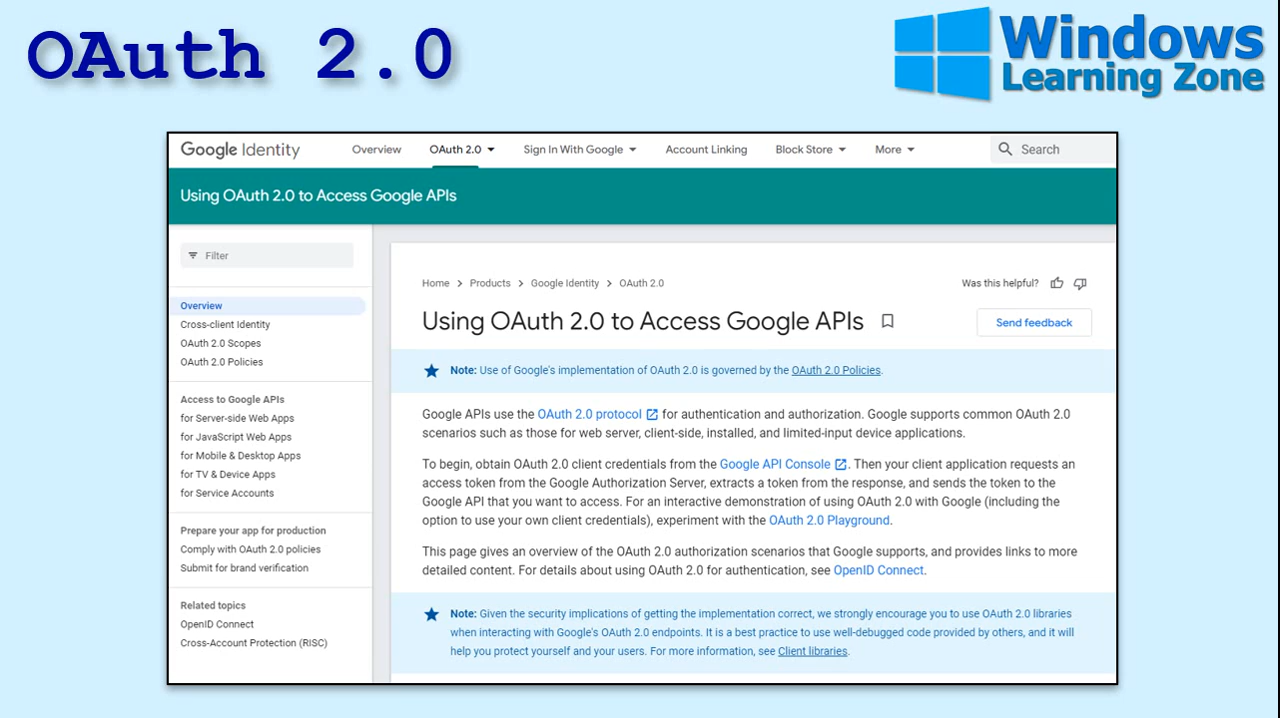 OAuth 2.0
Windows
Learning Zone
Google Identity
Overview
OAuth 2.0
Sign In With Google
Account Linking
Block Store
More
Search
Using OAuth 2.0 to Access Google APIs
Filter
Overview
Cross-client Identity
OAuth 2.0 Scopes
OAuth 2.0 Policies
Access to Google APIs
for Server-side Web Apps
for JavaScript Web Apps
for Mobile & Desktop Apps
for TV & Device Apps
for Service Accounts
Prepare your app for production
Comply with OAuth 2.0 policies
Submit for brand verification
Related topics
OpenID Connect
Cross-Account Protection (RISC)
Home > Products > Google Identity > OAuth 2.0
Was this helpful?
Using OAuth 2.0 to Access Google APIs
Send feedback
Note: Use of Google's implementation of OAuth 2.0 is governed by the OAuth 2.0 Policies.
Google APIs use the OAuth 2.0 protocol for authentication and authorization. Google supports common OAuth 2.0
scenarios such as those for web server, client-side, installed, and limited-input device applications.
To begin, obtain OAuth 2.0 client credentials from the Google API Console. Then your client application requests an
access token from the Google Authorization Server, extracts a token from the response, and sends the token to the
Google API that you want to access. For an interactive demonstration of using OAuth 2.0 with Google (including the
option to use your own client credentials), experiment with the OAuth 2.0 Playground.
This page gives an overview of the OAuth 2.0 authorization scenarios that Google supports, and provides links to more
detailed content. For details about using OAuth 2.0 for authentication, see OpenID Connect.
Note: Given the security implications of getting the implementation correct, we strongly encourage you to use OAuth 2.0 libraries
when interacting with Google's OAuth 2.0 endpoints. It is a best practice to use well-debugged code provided by others, and it will
help you protect yourself and your users. For more information, see Client libraries.